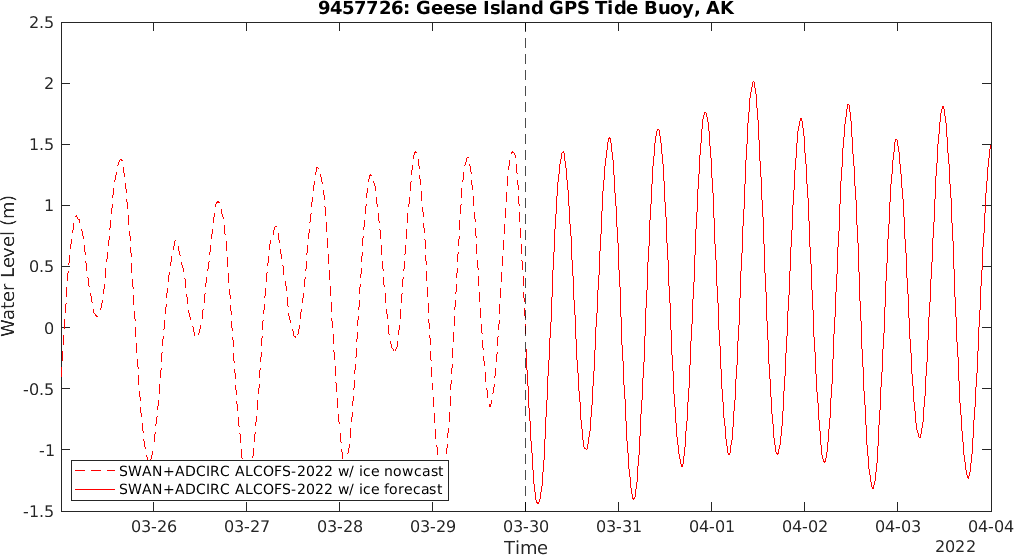 9457726: Geese Island GPS Tide Buoy, AK
2.5
2
1.5
1
0.5
0
-0.5
-1
-1.5
Water Level (m)
SWAN+ADCIRC ALCOFS-2022 w/ ice nowcast
SWAN+ADCIRC ALCOFS-2022 w/ ice forecast
03-26 03-27 03-28 03-29 03-30 03-31 04-01 04-02 04-03 04-04
Time
2022